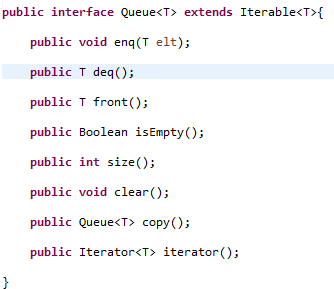 public interface Queue<T> extends Iterable<T>{
public void enq(T elt);
public T deq();
public T front();
public Boolean isEmpty();
public int size();
public void clear();
public Queue<T> copy();
public Iterator<T> iterator();
}